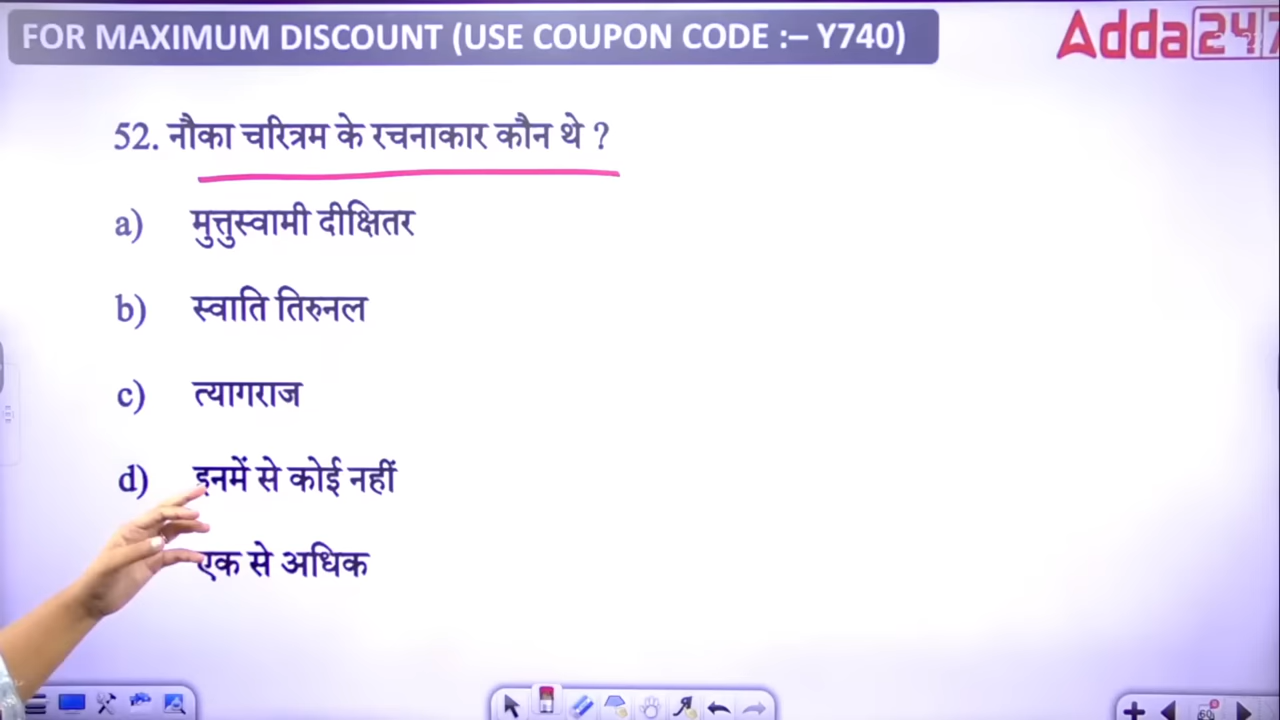 FOR MAXIMUM DISCOUNT (USE COUPON CODE :– Y740)
Adda247
52. नौका चरित्रम के रचनाकार कौन थे ?
a) मुत्तुस्वामी दीक्षितर
b) स्वाति तिरुनल
c) त्यागराज
d) इनमें से कोई नहीं
एक से अधिक
60